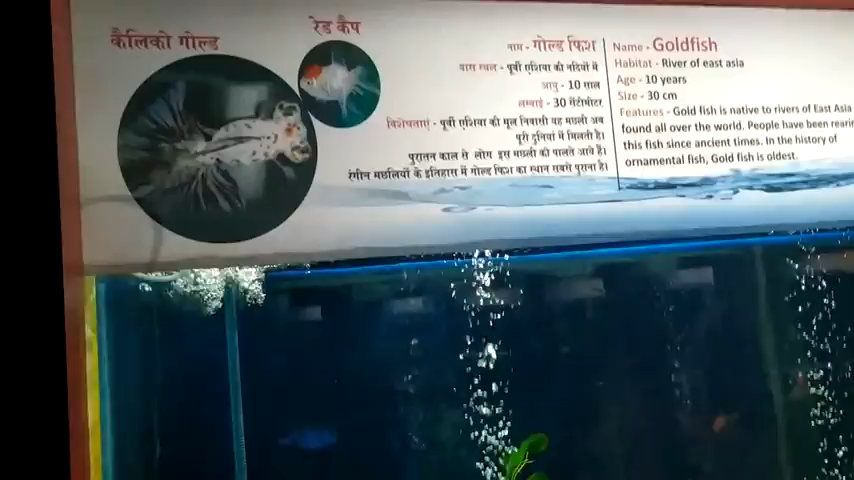 कैलिको गोल्ड
रेड कैप
नाम - गोल्ड फिश
वास स्थल - पूर्वी एशिया की नदियों में
आयु - 10 साल
लम्बाई - 30 सेंटीमीटर
विशेषताएं - पूर्वी एशिया की मूल निवासी यह मछली अब
पूरी दुनिया में मिलती है।
पुरातन काल से लोग इस मछली को पालते आये हैं।
रंगीन मछलियों के इतिहास में गोल्ड फिश का स्थान सबसे पुराना है।
Name - Goldfish
Habitat - River of east asia
Age - 10 years
Size - 30 cm
Features - Gold fish is native to rivers of East Asia
found all over the world. People have been rearin
this fish since ancient times. In the history of
ornamental fish, Gold fish is oldest.